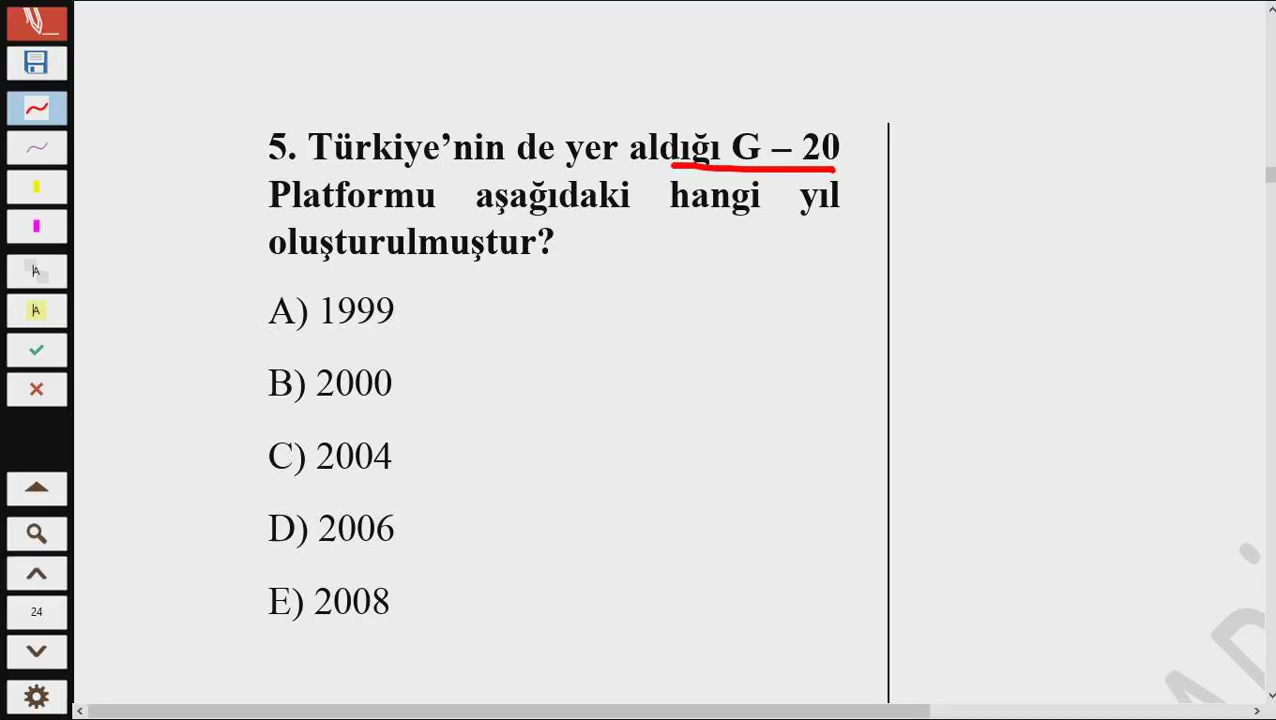 5. Türkiye’nin de yer aldığı G – 20
Platformu aşağıdaki hangi yıl
oluşturulmuştur?
A) 1999
B) 2000
C) 2004
D) 2006
E) 2008
24